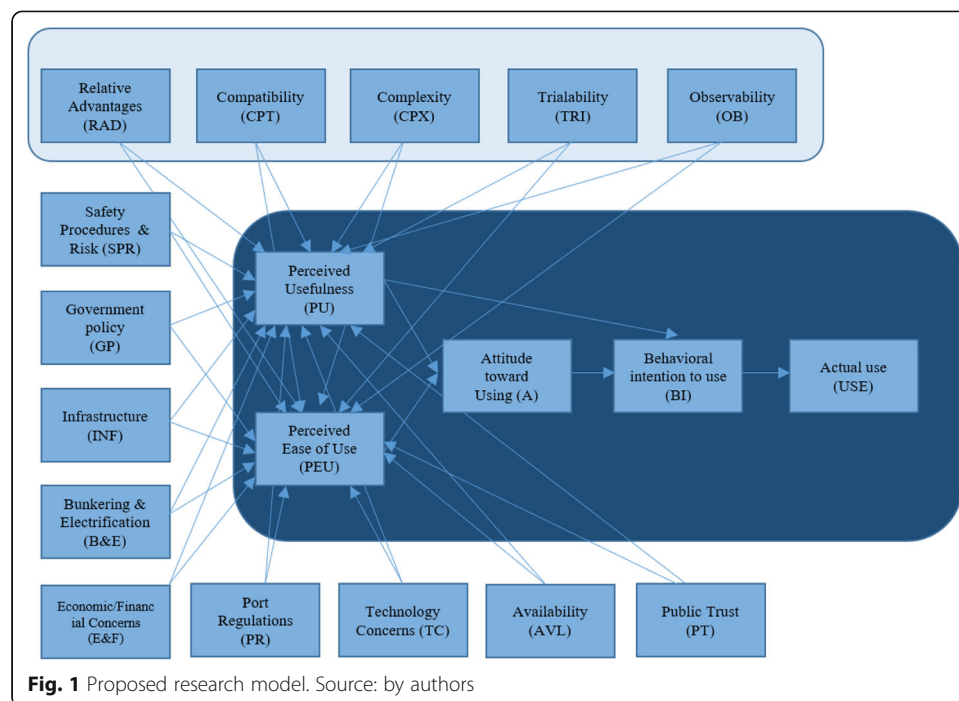 Relative
Advantages
(RAD)
Compatibility
(CPT)
Complexity
(CPX)
Trialability
(TRI)
Observability
(OB)
Safety
Procedures &
Risk (SPR)
Government
policy
(GP)
Infrastructure
(INF)
Bunkering &
Electrification
(B&E)
Economic/Financ
ial Concerns
(E&F)
Perceived
Usefulness
(PU)
Perceived
Ease of Use
(PEU)
Attitude
toward
Using (A)
Behavioral
intention to use
(BI)
Actual use
(USE)
Port
Regulations
(PR)
Technology
Concerns (TC)
Availability
(AVL)
Public Trust
(PT)
Fig. 1 Proposed research model. Source: by authors